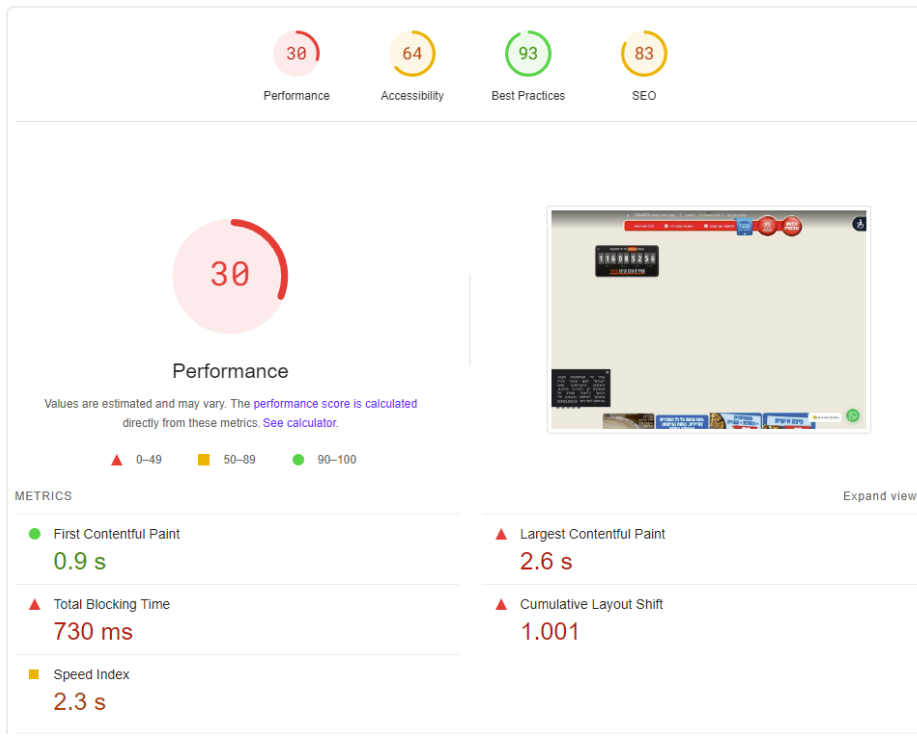 30
64
93
83
Performance
Accessibility
Best Practices
SEO
30
Performance
Values are estimated and may vary. The performance score is calculated
directly from these metrics. See calculator.
0–49
50–89
90–100
METRICS
Expand view
First Contentful Paint
0.9 s
Largest Contentful Paint
2.6 s
Total Blocking Time
730 ms
Cumulative Layout Shift
1.001
Speed Index
2.3 s